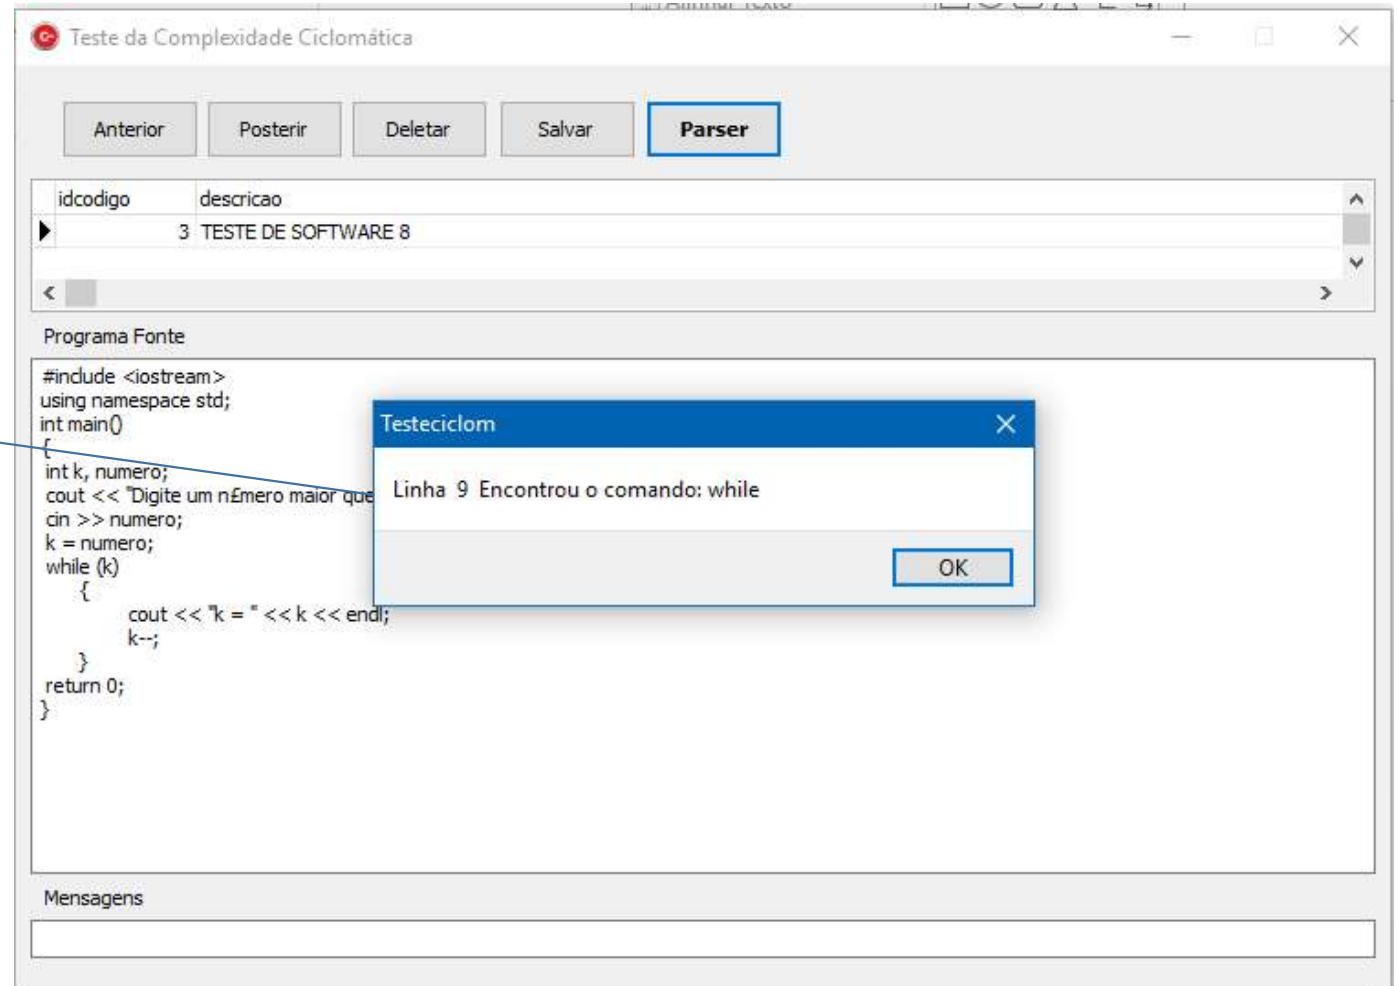 Teste da Complexidade Ciclomática
Anterior Posterir Deletar Salvar Parser
idcodigo descricao
3 TESTE DE SOFTWARE 8
Programa Fonte
#include <iostream>
using namespace std;
int main()
{
int k, numero;
cout << "Digite um n£mero maior que
cin >> numero;
k = numero;
while (k)
{
cout << "k = " << k << endl;
k--;
}
return 0;
}
Testeciclom
Linha 9 Encontrou o comando: while
OK
Mensagens